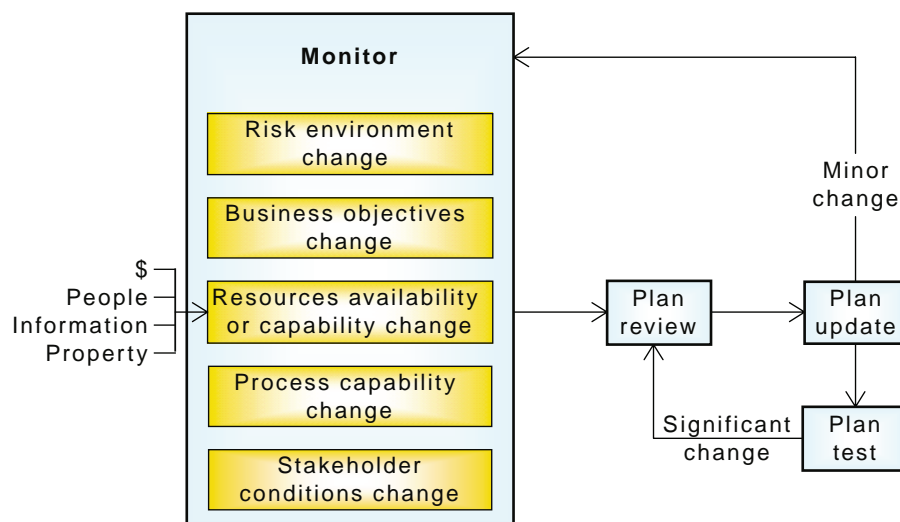 Monitor
Risk environment
change
Business objectives
change
$
People
Information
Property
Resources availability
or capability change
Process capability
change
Stakeholder
conditions change
Plan
review
Plan
update
Minor
change
Significant
change
Plan
test